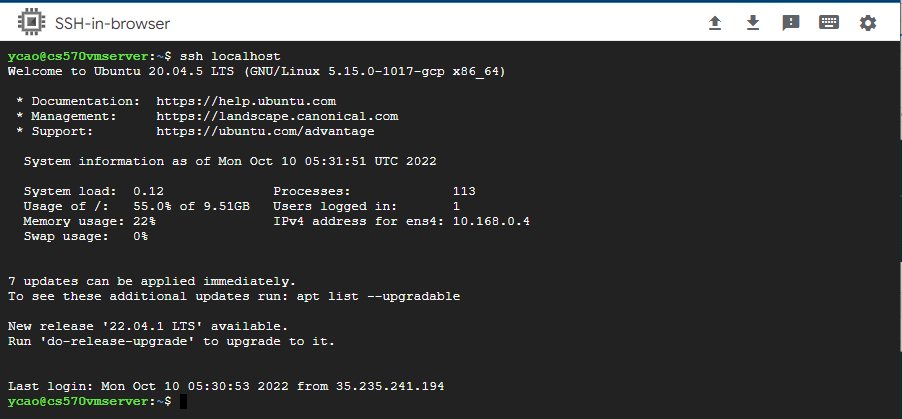 SSH-in-browser
ycao@cs570vmserver:~$ ssh localhost
Welcome to Ubuntu 20.04.5 LTS (GNU/Linux 5.15.0-1017-gcp x86_64)
* Documentation:  https://help.ubuntu.com
* Management:     https://landscape.canonical.com
* Support:        https://ubuntu.com/advantage
System information as of Mon Oct 10 05:31:51 UTC 2022
System load:  0.12              Processes:             113
Usage of /:   55.0% of 9.51GB   Users logged in:       1
Memory usage: 22%               IPv4 address for ens4: 10.168.0.4
Swap usage:   0%
7 updates can be applied immediately.
To see these additional updates run: apt list --upgradable
New release '22.04.1 LTS' available.
Run 'do-release-upgrade' to upgrade to it.
Last login: Mon Oct 10 05:30:53 2022 from 35.235.241.194
ycao@cs570vmserver:~$